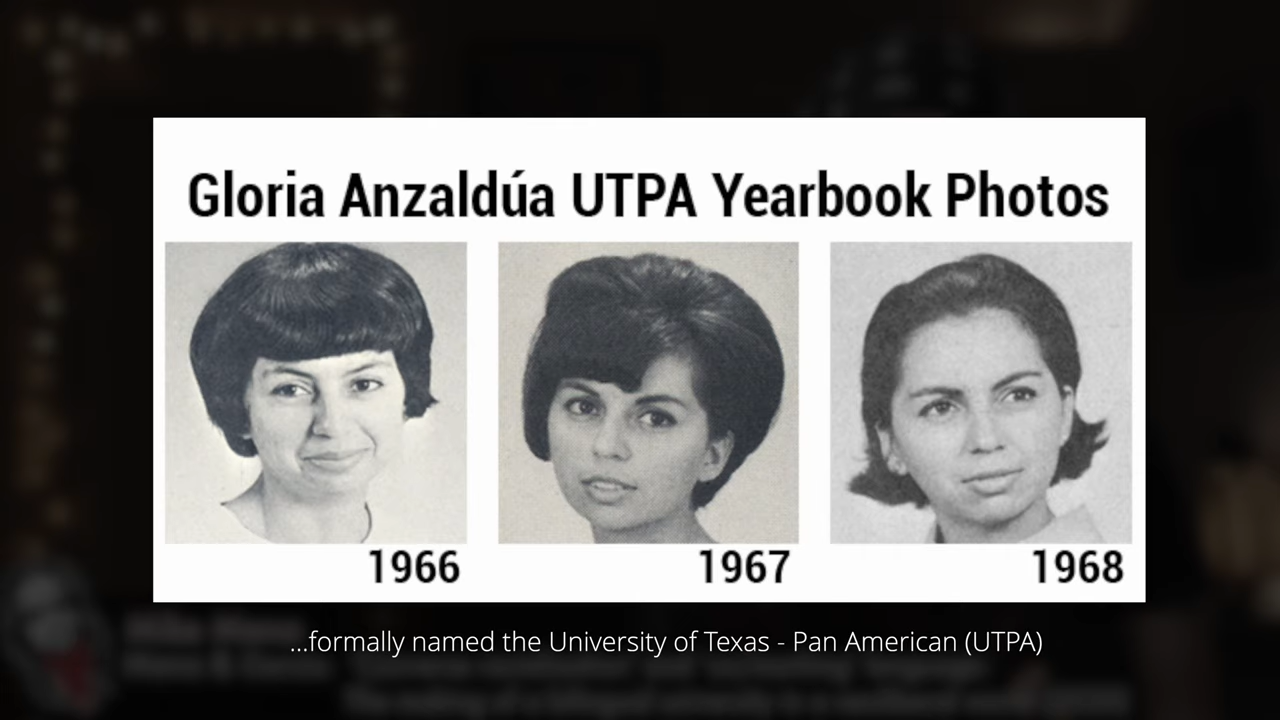 Gloria Anzaldúa UTPA Yearbook Photos
1966
1967
1968
...formally named the University of Texas - Pan American (UTPA)